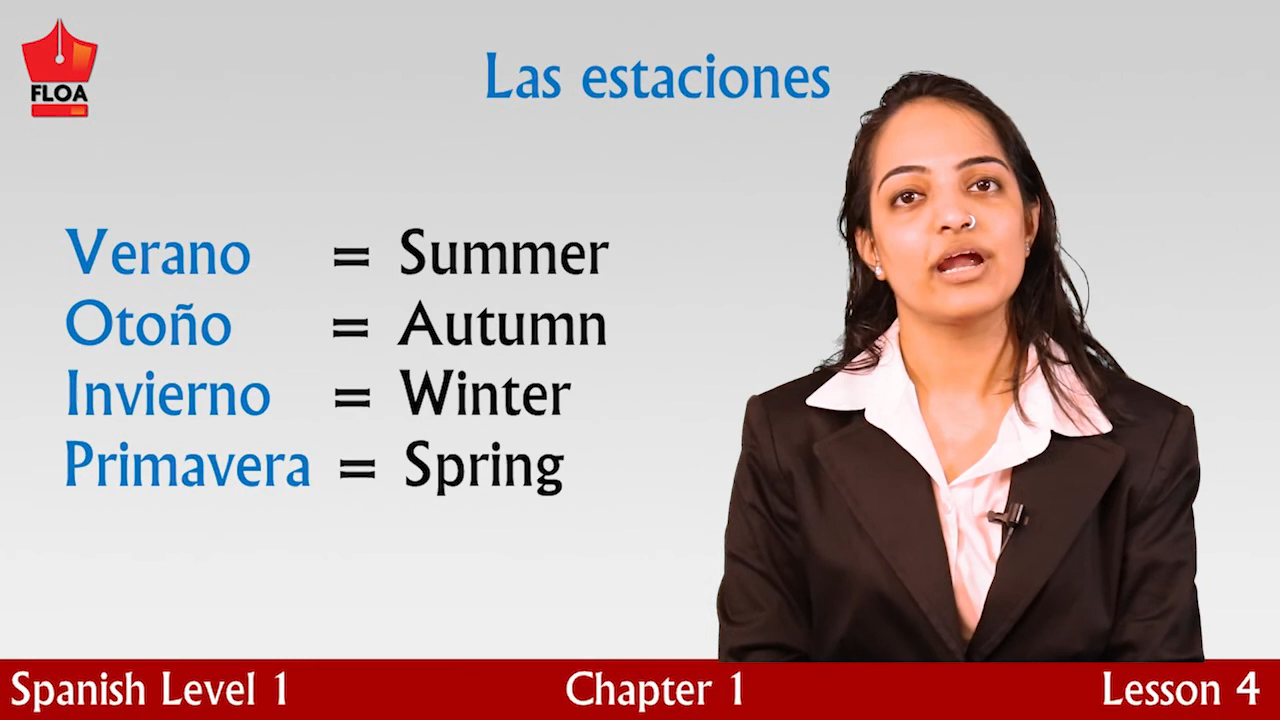 FLOA
Las estaciones
Verano = Summer
Otoño = Autumn
Invierno = Winter
Primavera = Spring
Spanish Level 1 Chapter 1 Lesson 4